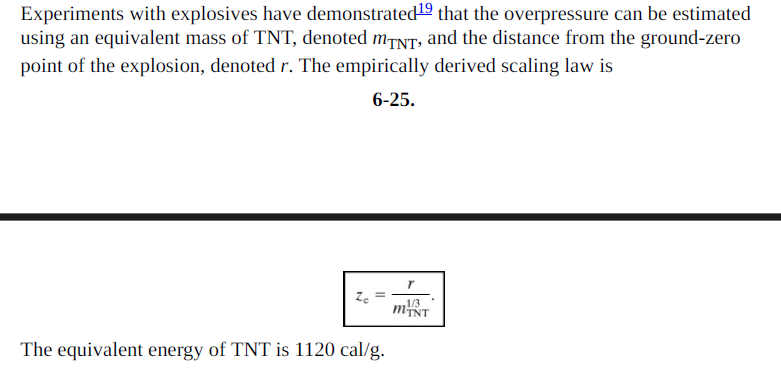 Experiments with explosives have demonstrated19 that the overpressure can be estimated
using an equivalent mass of TNT, denoted mTNT, and the distance from the ground-zero
point of the explosion, denoted r. The empirically derived scaling law is
6-25.
ze = r / mTNT^1/3.
The equivalent energy of TNT is 1120 cal/g.